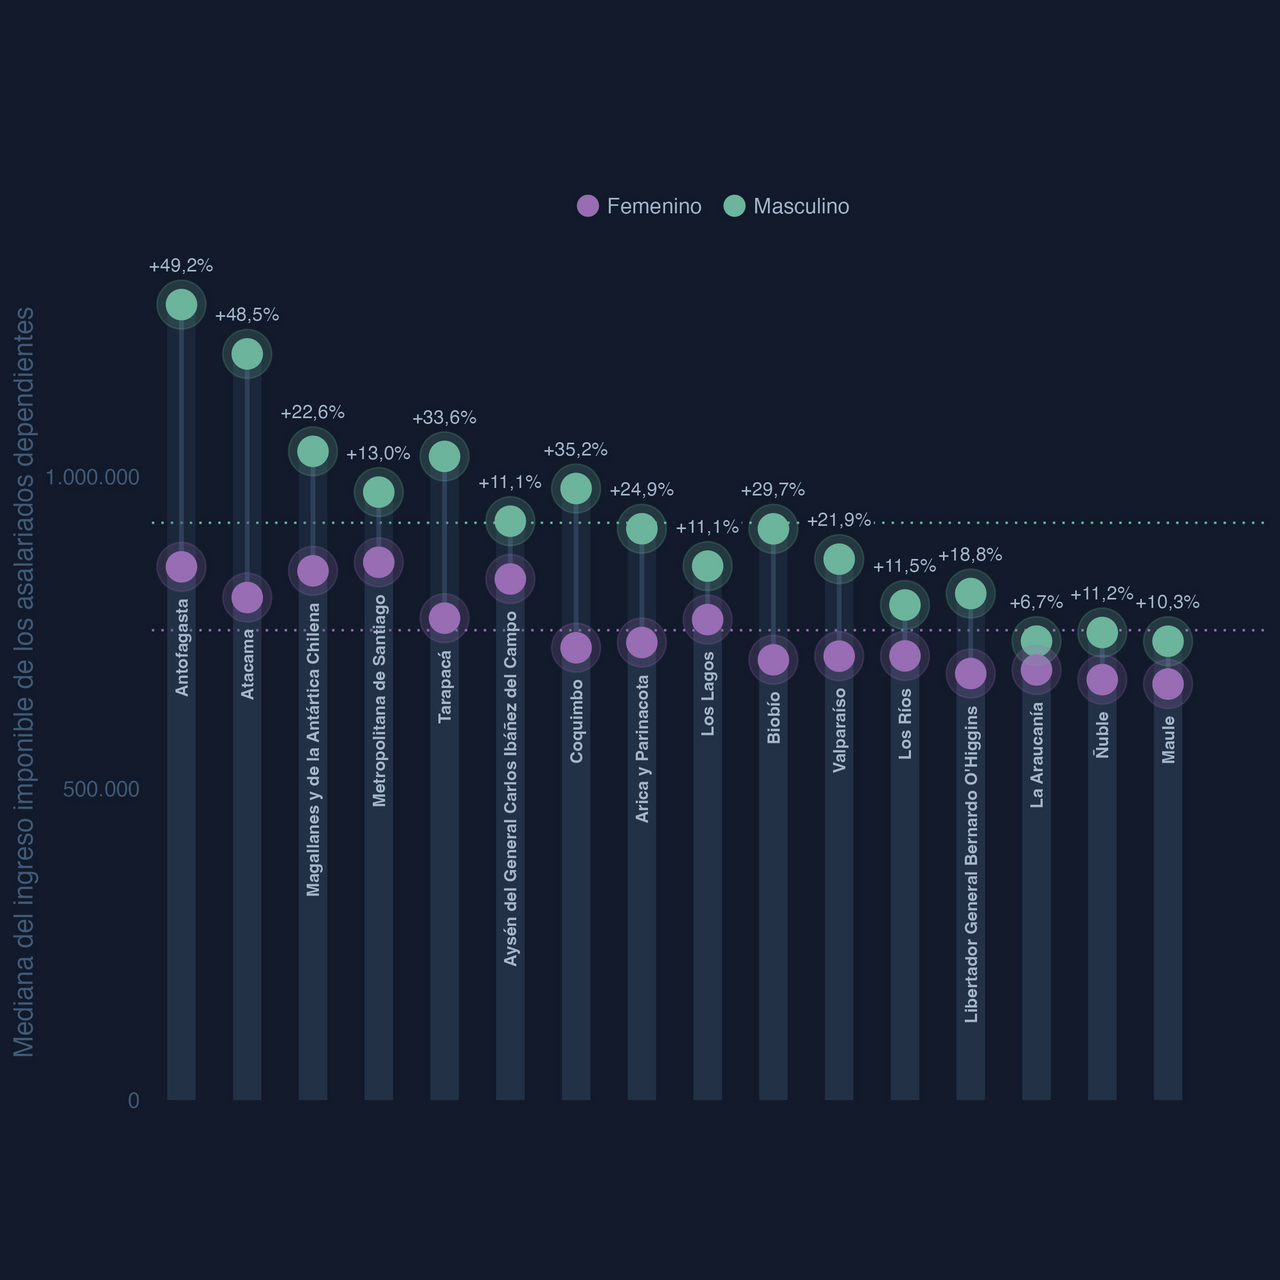 Femenino
Masculino
Mediana del ingreso imponible de los asalariados dependientes
1.000.000
500.000
0
+49,2%
+48,5%
+22,6%
+13,0%
+33,6%
+11,1%
+35,2%
+24,9%
+11,1%
+29,7%
+21,9%
+11,5%
+18,8%
+6,7%
+11,2%
+10,3%
Antofagasta
Atacama
Magallanes y de la Antártica Chilena
Metropolitana de Santiago
Tarapacá
Aysén del General Carlos Ibáñez del Campo
Coquimbo
Arica y Parinacota
Los Lagos
Biobío
Valparaíso
Los Ríos
Libertador General Bernardo O'Higgins
La Araucanía
Ñuble
Maule